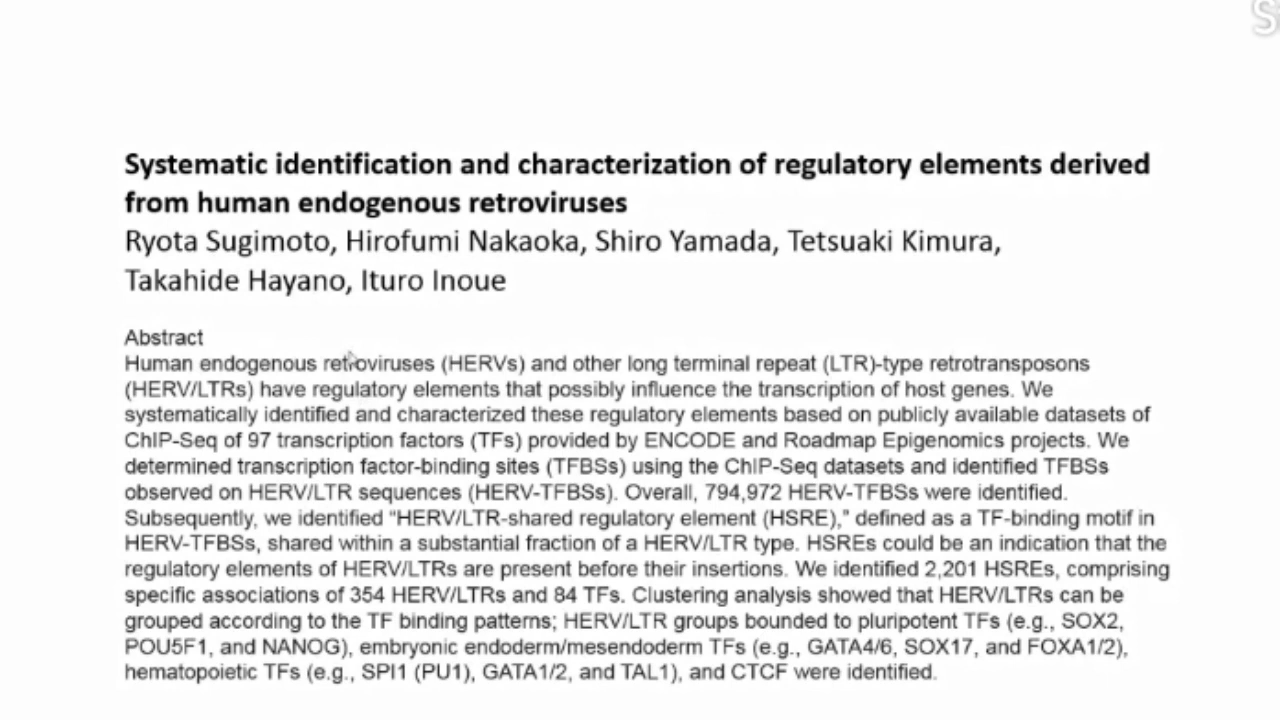 S
Systematic identification and characterization of regulatory elements derived
from human endogenous retroviruses
Ryota Sugimoto, Hirofumi Nakaoka, Shiro Yamada, Tetsuaki Kimura,
Takahide Hayano, Ituro Inoue
Abstract
Human endogenous retroviruses (HERVs) and other long terminal repeat (LTR)-type retrotransposons
(HERV/LTRs) have regulatory elements that possibly influence the transcription of host genes. We
systematically identified and characterized these regulatory elements based on publicly available datasets of
ChIP-Seq of 97 transcription factors (TFs) provided by ENCODE and Roadmap Epigenomics projects. We
determined transcription factor-binding sites (TFBSs) using the ChIP-Seq datasets and identified TFBSs
observed on HERV/LTR sequences (HERV-TFBSs). Overall, 794,972 HERV-TFBSs were identified.
Subsequently, we identified "HERV/LTR-shared regulatory element (HSRE)," defined as a TF-binding motif in
HERV-TFBSs, shared within a substantial fraction of a HERV/LTR type. HSREs could be an indication that the
regulatory elements of HERV/LTRs are present before their insertions. We identified 2,201 HSREs, comprising
specific associations of 354 HERV/LTRs and 84 TFs. Clustering analysis showed that HERV/LTRs can be
grouped according to the TF binding patterns; HERV/LTR groups bounded to pluripotent TFs (e.g., SOX2,
POU5F1, and NANOG), embryonic endoderm/mesendoderm TFs (e.g., GATA4/6, SOX17, and FOXA1/2),
hematopoietic TFs (e.g., SPI1 (PU1), GATA1/2, and TAL1), and CTCF were identified.